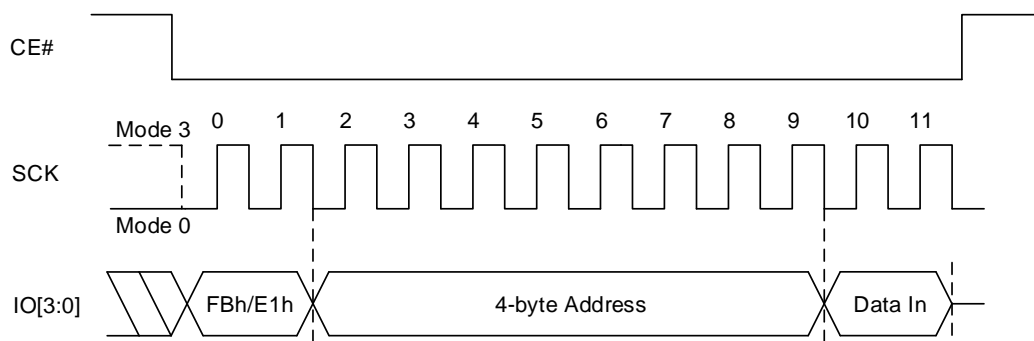 CE#
Mode 3
0 1 2 3 4 5 6 7 8 9 10 11
SCK
Mode 0
IO[3:0]
FBh/E1h
4-byte Address
Data In